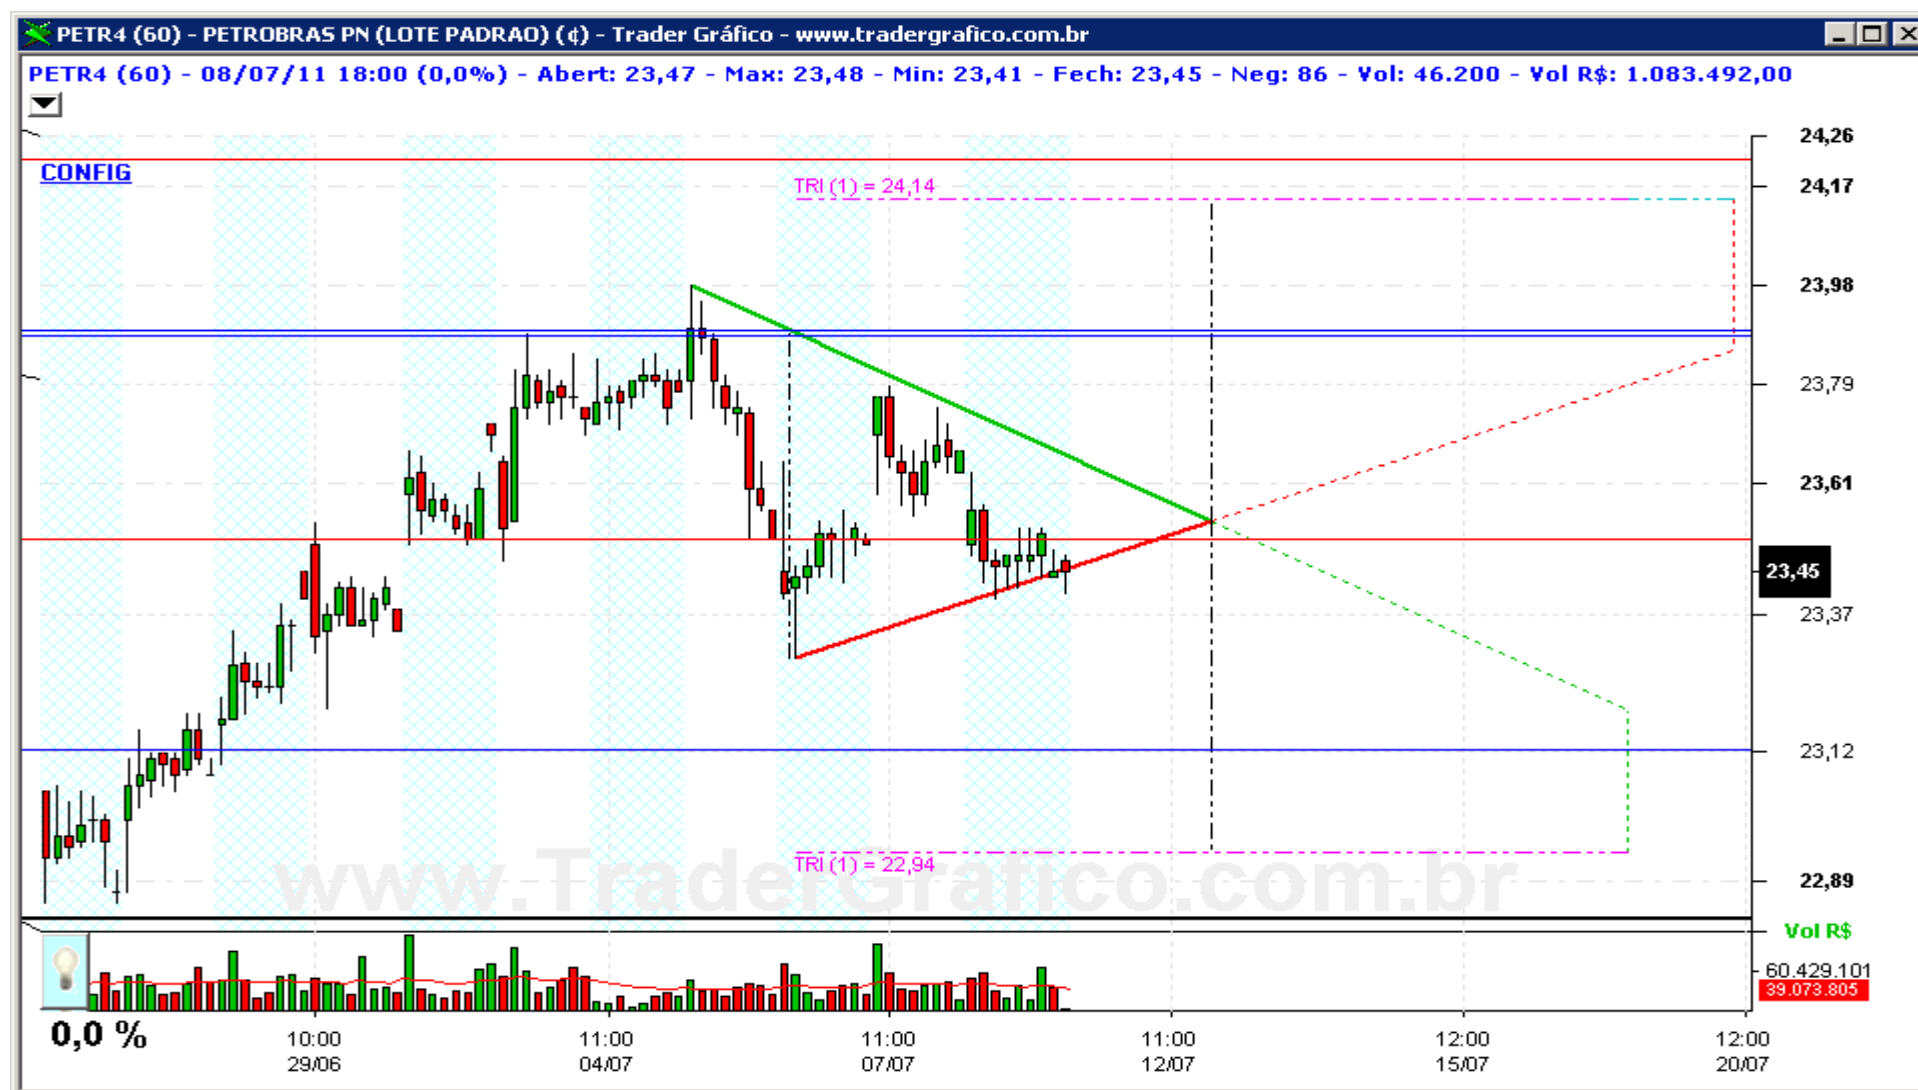 PETR4 (60) - PETROBRAS PN (LOTE PADRAO) (¢) - Trader Gráfico - www.tradergrafico.com.br
PETR4 (60) - 08/07/11 18:00 (0,0%) - Abert: 23,47 - Max: 23,48 - Min: 23,41 - Fech: 23,45 - Neg: 86 - Vol: 46.200 - Vol R$: 1.083.492,00
24,26
CONFIG
TRI (1) = 24,14
24,17
23,98
23,79
23,61
23,45
23,37
23,12
TRI (1) = 22,94
www.TraderGrafico.com.br
22,89
Vol R$
60.429.101
39.073.805
0,0 %
10:00 11:00 11:00 11:00 12:00 12:00
29/06 04/07 07/07 12/07 15/07 20/07